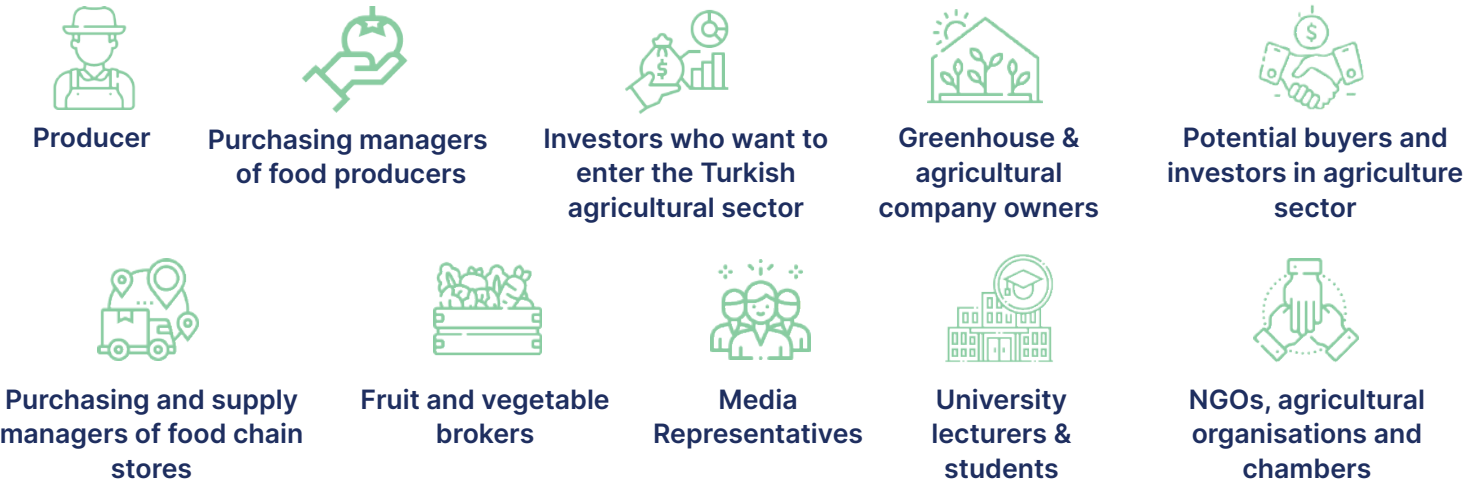 Producer
Purchasing managers
of food producers
Investors who want to
enter the Turkish
agricultural sector
Greenhouse &
agricultural
company owners
Potential buyers and
investors in agriculture
sector
Purchasing and supply
managers of food chain
stores
Fruit and vegetable
brokers
Media
Representatives
University
lecturers &
students
NGOs, agricultural
organisations and
chambers